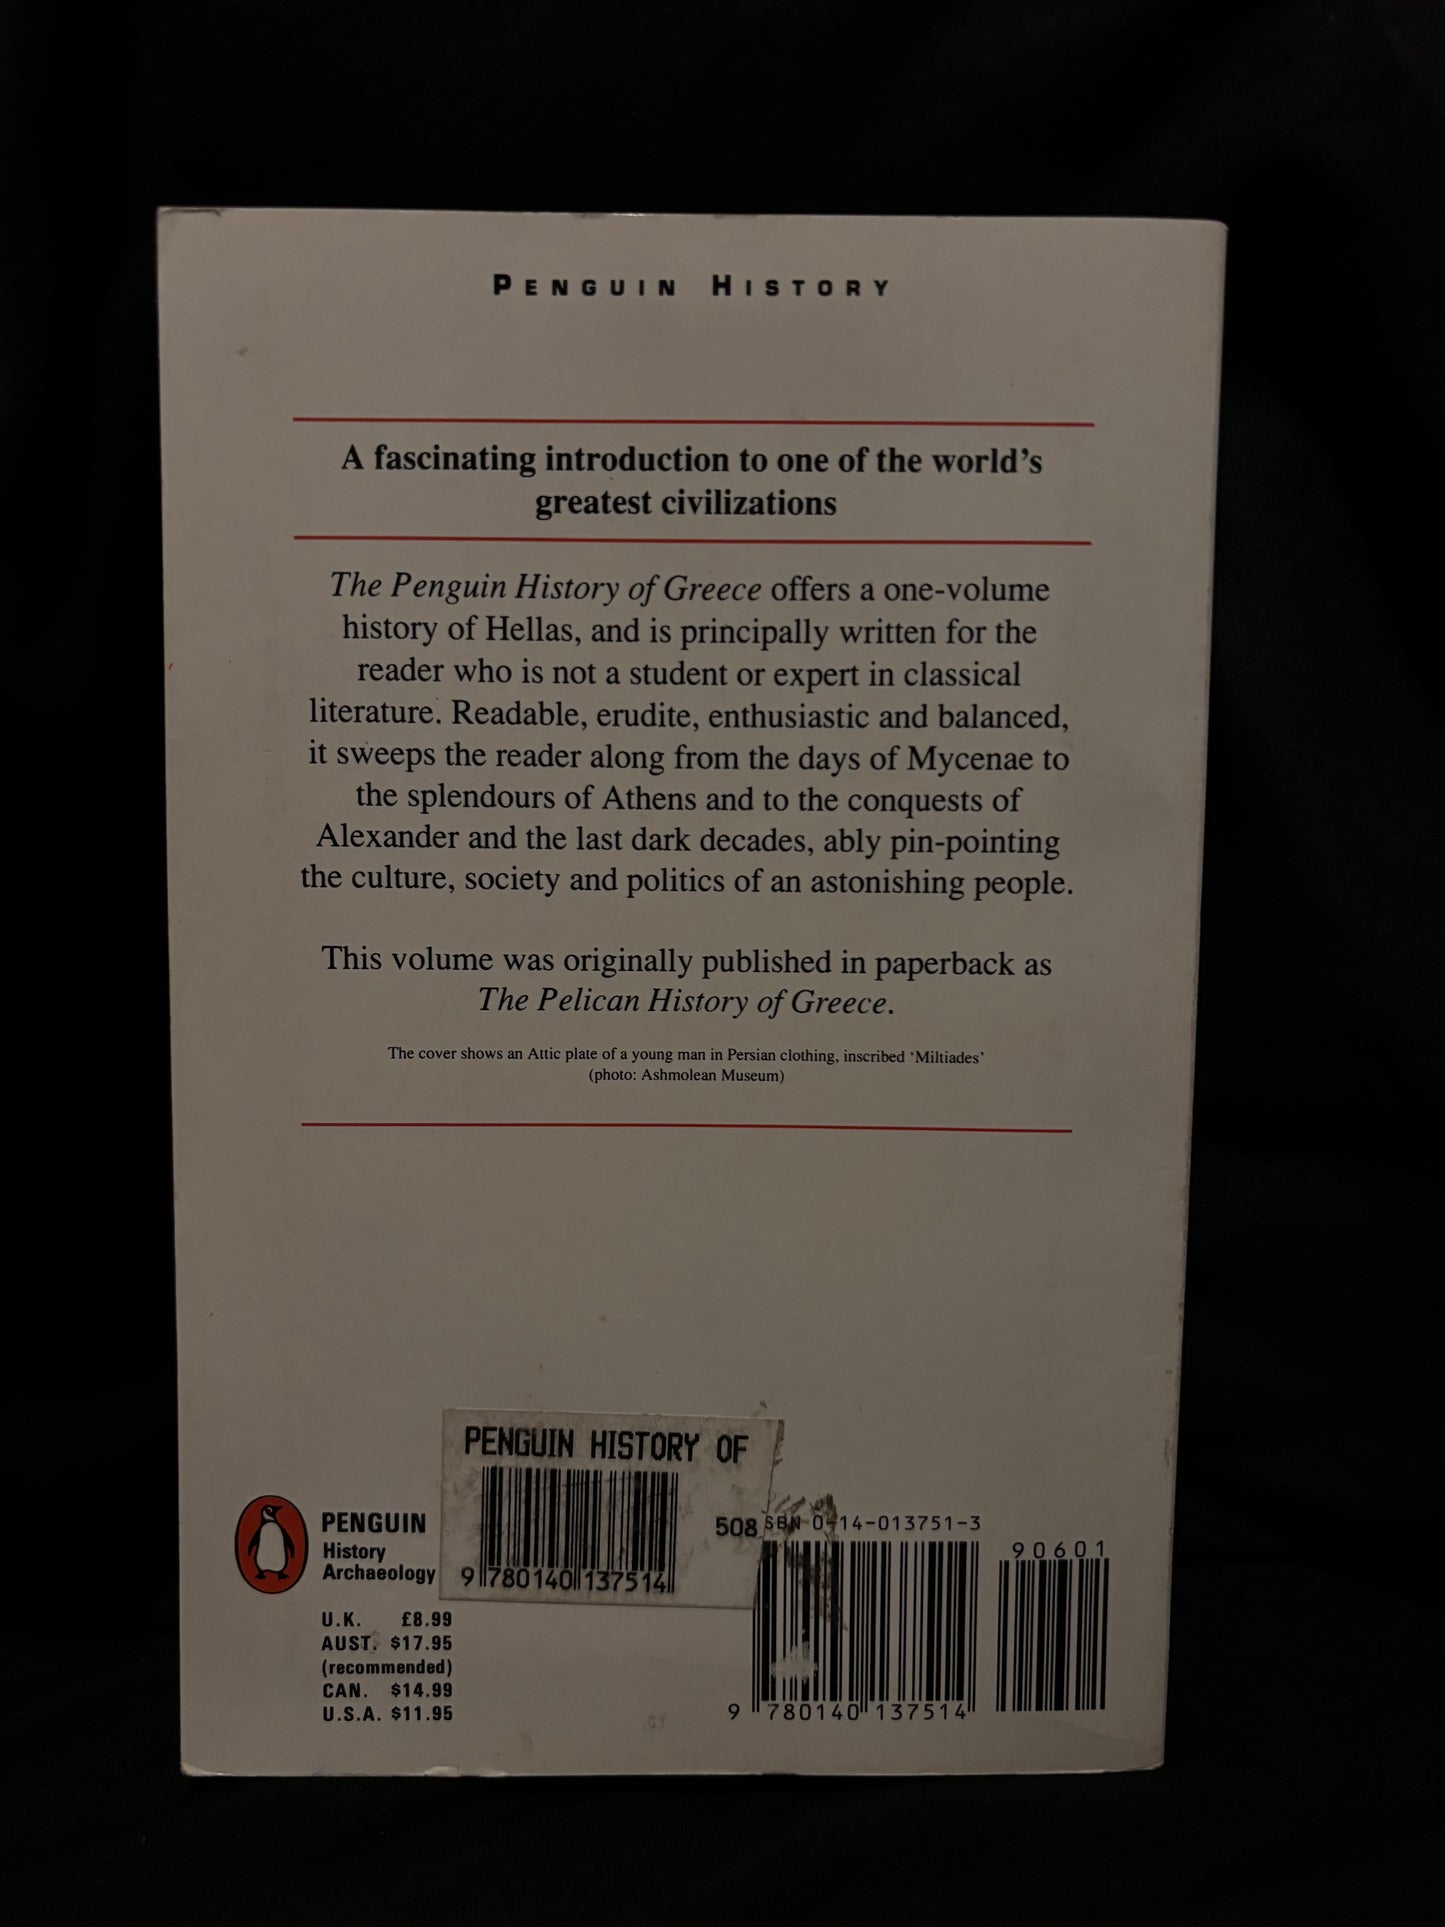 PENGUIN HISTORY
A fascinating introduction to one of the world's
greatest civilizations
The Penguin History of Greece offers a one-volume
history of Hellas, and is principally written for the
reader who is not a student or expert in classical
literature. Readable, erudite, enthusiastic and balanced,
it sweeps the reader along from the days of Mycenae to
the splendours of Athens and to the conquests of
Alexander and the last dark decades, ably pin-pointing
the culture, society and politics of an astonishing people.
This volume was originally published in paperback as
The Pelican History of Greece.
The cover shows an Attic plate of a young man in Persian clothing, inscribed 'Miltiades'
(photo: Ashmolean Museum)
PENGUIN HISTORY OF
508
9 780140 137514
PENGUIN
History
Archaeology
U.K. £8.99
AUST. $17.95
(recommended)
CAN. $14.99
U.S.A. $11.95
SBN 0-14-013751-3
90601
9 780140 137514